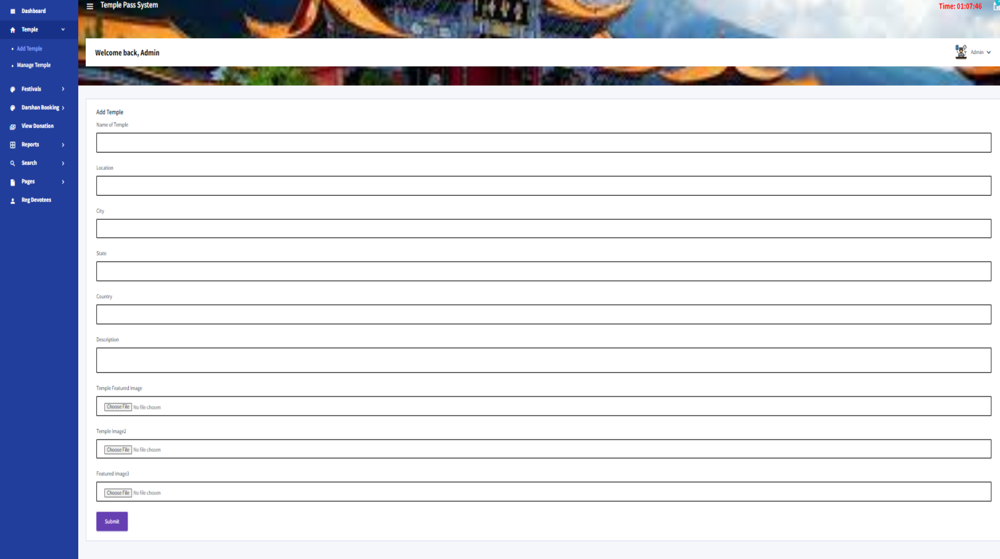 Dashboard
Temple
Add Temple
Manage Temple
Festivals
Darshan Booking
View Donation
Reports
Search
Pages
Reg Devotees
Temple Pass System
Time: 01:07:46
Welcome back, Admin
Admin
Add Temple
Name of Temple
Location
City
State
Country
Description
Temple Featured Image
Choose File No file chosen
Temple Image2
Choose File No file chosen
Featured Image3
Choose File No file chosen
Submit